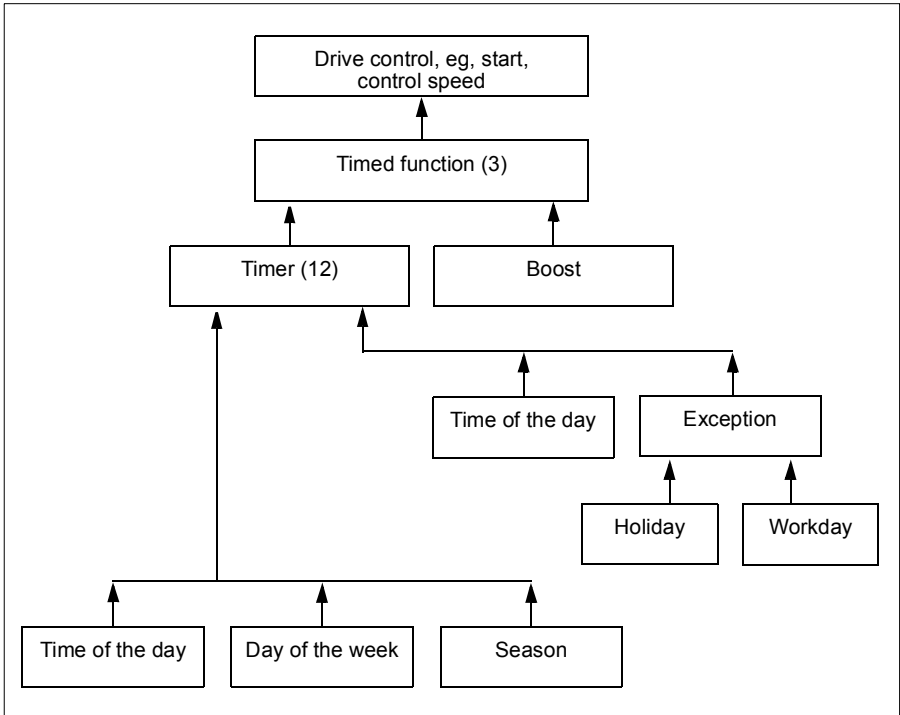 Drive control, eg, start,
control speed
Timed function (3)
Timer (12)
Boost
Time of the day
Exception
Holiday
Workday
Time of the day
Day of the week
Season